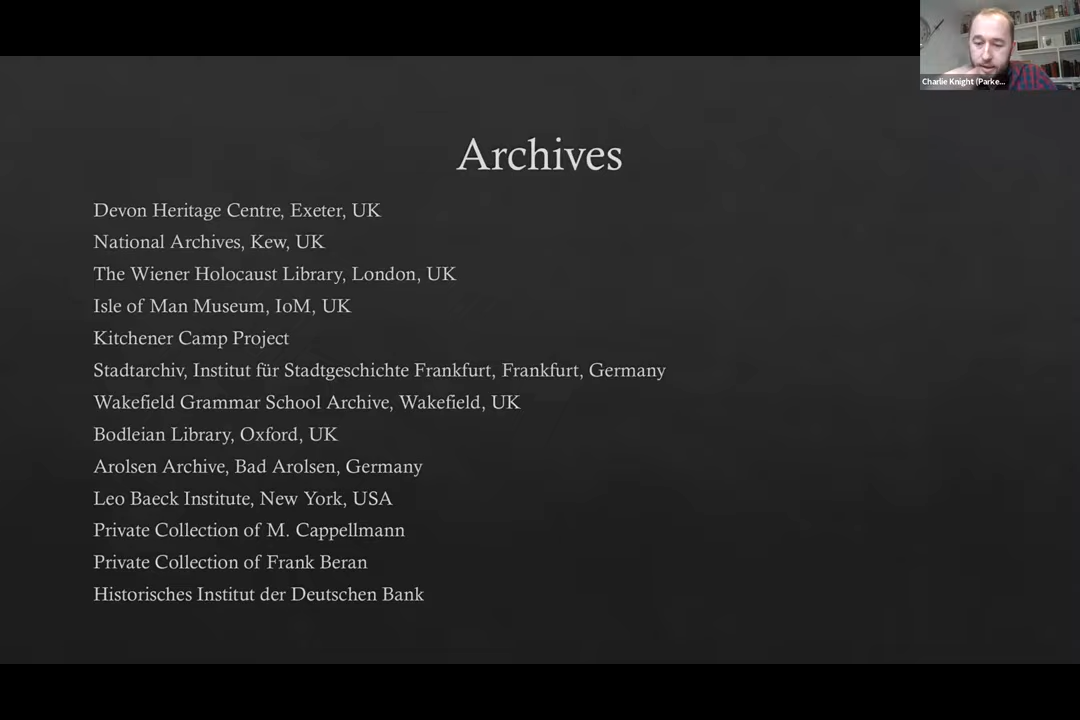 Charlie Knight (Parke...
Archives
Devon Heritage Centre, Exeter, UK
National Archives, Kew, UK
The Wiener Holocaust Library, London, UK
Isle of Man Museum, IoM, UK
Kitchener Camp Project
Stadtarchiv, Institut für Stadtgeschichte Frankfurt, Frankfurt, Germany
Wakefield Grammar School Archive, Wakefield, UK
Bodleian Library, Oxford, UK
Arolsen Archive, Bad Arolsen, Germany
Leo Baeck Institute, New York, USA
Private Collection of M. Cappellmann
Private Collection of Frank Beran
Historisches Institut der Deutschen Bank